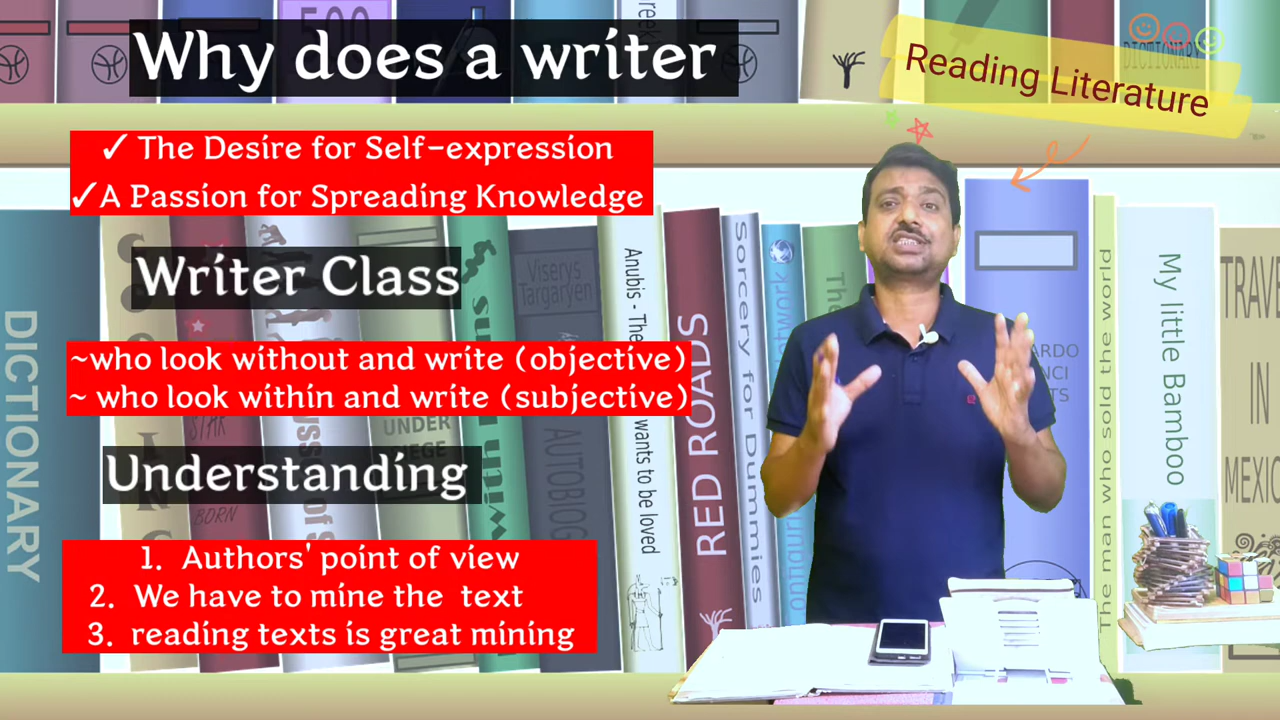 Why does a writer
Reading Literature
✓ The Desire for Self-expression
✓A Passion for Spreading Knowledge
Writer Class
~who look without and write (objective)
~ who look within and write (subjective)
Understanding
1. Authors' point of view
2. We have to mine the text
3. reading texts is great mining
DICTIONARY
STAR
BORN
UNDER
Viserys
Targaryen
Anubis - The
wants to be loved
RED ROADS
Sorcery for Dummies
The man who sold the world
My little Bamboo
IN
DICTIONARY